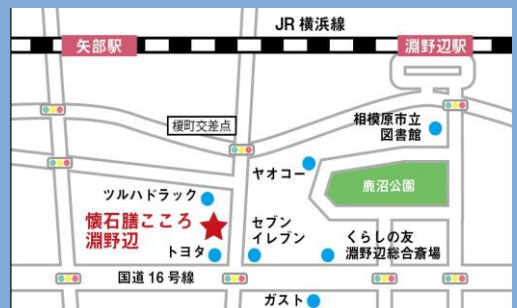 JR 横浜線
矢部駅
淵野辺駅
榎町交差点
相模原市立
図書館
ヤオコー
鹿沼公園
ツルハドラック
懐石膳こころ
淵野辺
セブン
イレブン
くらしの友
淵野辺総合斎場
トヨタ
国道 16 号線
ガスト